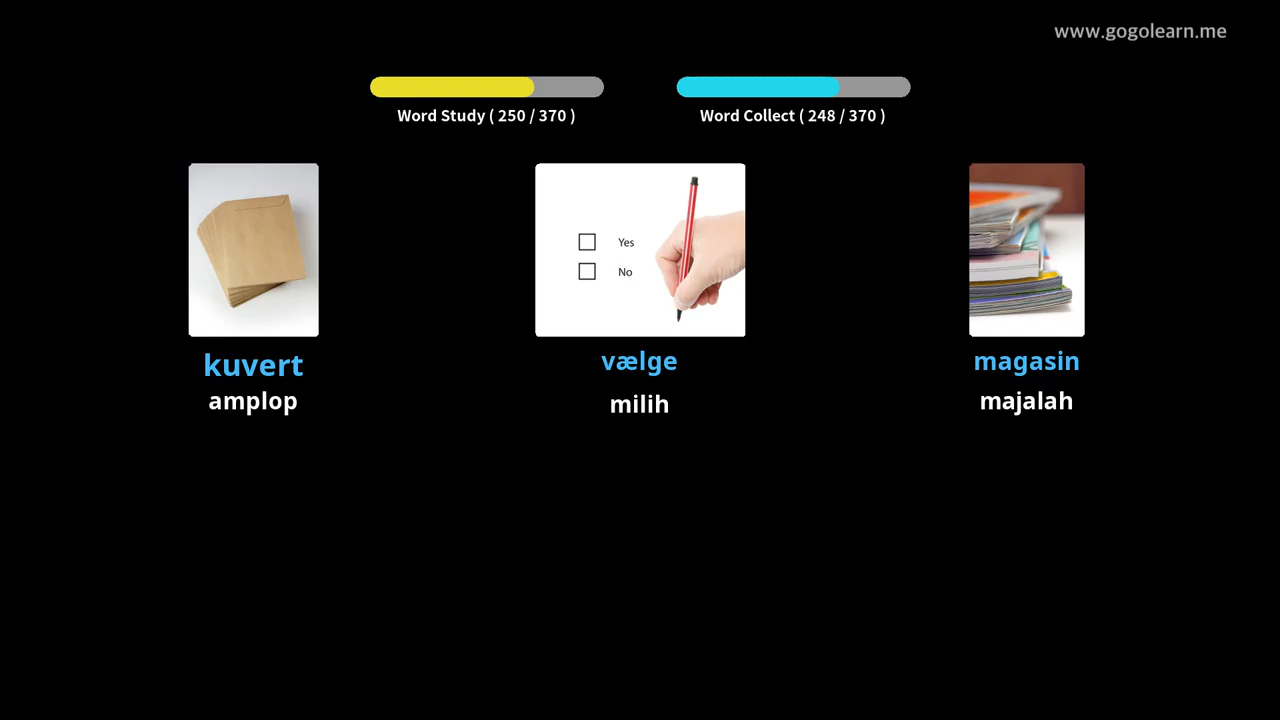 www.gogolearn.me
Word Study ( 250 / 370 )
Word Collect ( 248 / 370 )
Yes
No
kuvert
amplop
vælge
milih
magasin
majalah